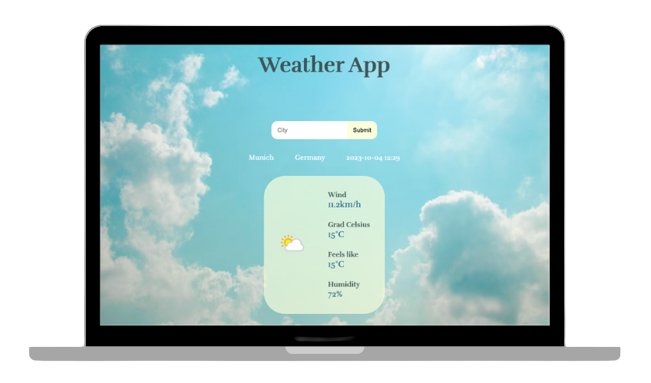 Weather App
City Submit
Munich Germany 2023-10-04 12:29
Wind
11.2km/h
Grad Celsius
15°C
Feels like
15°C
Humidity
72%